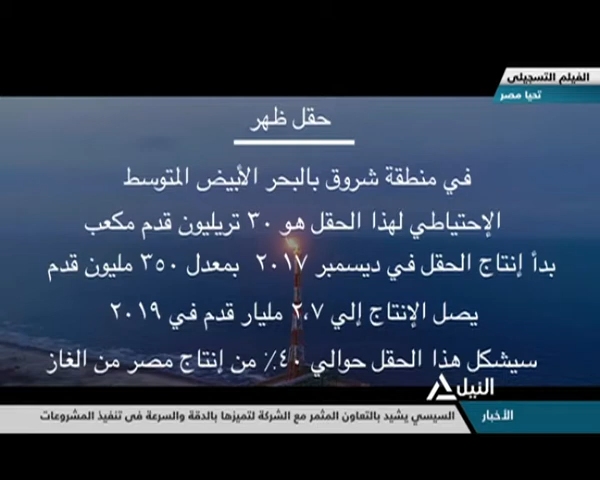 الفيلم التسجيلى
تحيا مصر
حقل ظهر
في منطقة شروق بالبحر الأبيض المتوسط
الإحتياطي لهذا الحقل هو ٣٠ تريليون قدم مكعب
بدأ إنتاج الحقل في ديسمبر ٢٠١٧ بمعدل ٣٥٠ مليون قدم
يصل الإنتاج إلي ٢،٧ مليار قدم في ٢٠١٩
سيشكل هذا الحقل حوالي ٤٠٪ من إنتاج مصر من الغاز
النيل
الأخبار
السيسي يشيد بالتعاون المثمر مع الشركة لتميزها بالدقة والسرعة فى تنفيذ المشروعات